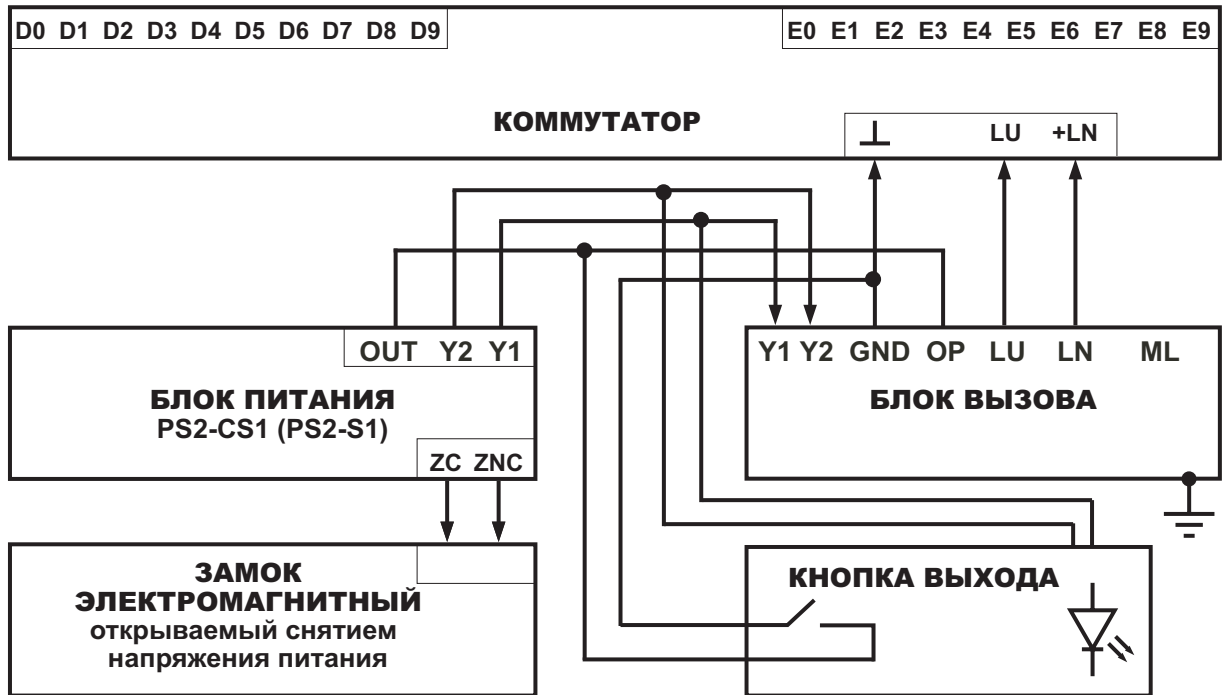 D0 D1 D2 D3 D4 D5 D6 D7 D8 D9
E0 E1 E2 E3 E4 E5 E6 E7 E8 E9
КОММУТАТОР
LU +LN
OUT Y2 Y1
БЛОК ПИТАНИЯ
PS2-CS1 (PS2-S1)
ZC ZNC
Y1 Y2 GND OP LU LN ML
БЛОК ВЫЗОВА
ЗАМОК
ЭЛЕКТРОМАГНИТНЫЙ
открываемый снятием
напряжения питания
КНОПКА ВЫХОДА